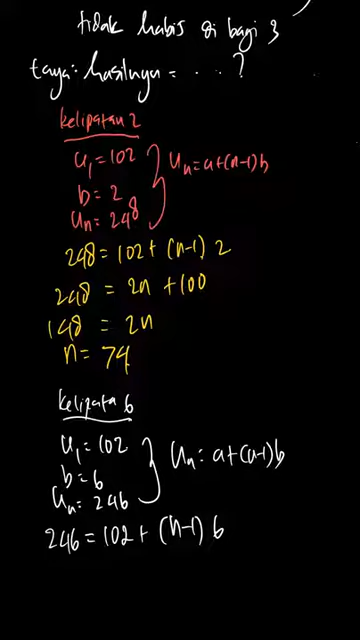 tidak habis di bagi 3
tanya: hasilnya = . . . ?
kelipatan 2
U₁ = 102
b = 2
Uₙ = 248
Uₙ = a + (n-1) b
248 = 102 + (n-1) 2
248 = 2n + 100
148 = 2n
n = 74
kelipata 6
U₁ = 102
b = 6
Uₙ = 246
Uₙ = a + (n-1) b
246 = 102 + (n-1) 6